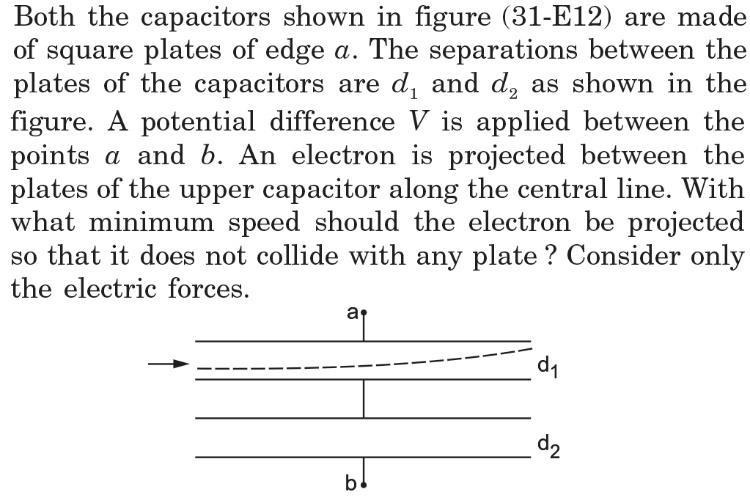 Both the capacitors shown in figure (31-E12) are made
of square plates of edge a. The separations between the
plates of the capacitors are d₁ and d₂ as shown in the
figure. A potential difference V is applied between the
points a and b. An electron is projected between the
plates of the upper capacitor along the central line. With
what minimum speed should the electron be projected
so that it does not collide with any plate ? Consider only
the electric forces.
a
d₁
d₂
b